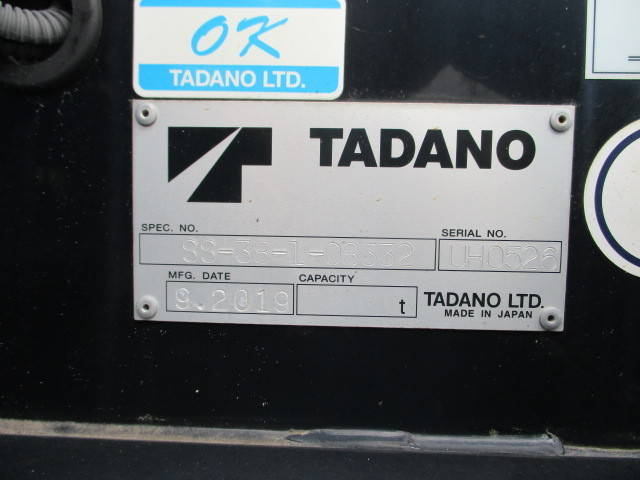 OK
TADANO LTD.
TADANO
SPEC. NO.
SERIAL NO.
UH0526
MFG. DATE
CAPACITY
9.2019
t
TADANO LTD.
MADE IN JAPAN